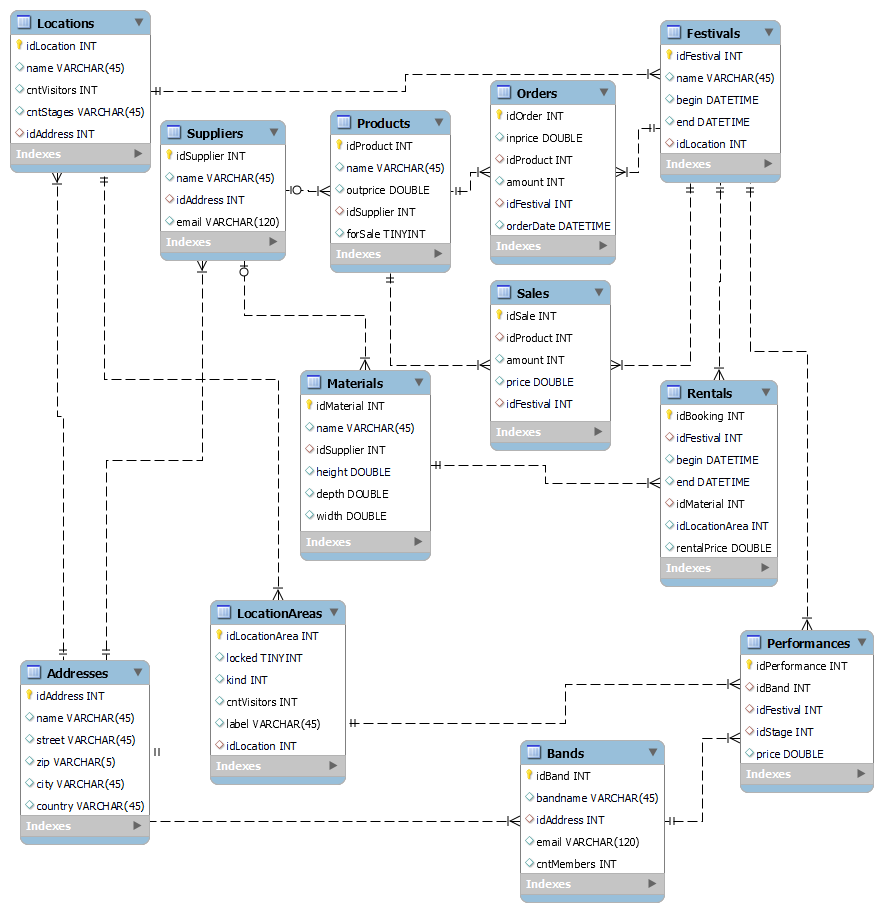 Locations
idLocation INT
name VARCHAR(45)
cntVisitors INT
cntStages VARCHAR(45)
idAddress INT
Indexes
Suppliers
idSupplier INT
name VARCHAR(45)
idAddress INT
email VARCHAR(120)
Indexes
Products
idProduct INT
name VARCHAR(45)
outprice DOUBLE
idSupplier INT
forSale TINYINT
Indexes
Orders
idOrder INT
inprice DOUBLE
idProduct INT
amount INT
idFestival INT
orderDate DATETIME
Indexes
Festivals
idFestival INT
name VARCHAR(45)
begin DATETIME
end DATETIME
idLocation INT
Indexes
Sales
idSale INT
idProduct INT
amount INT
price DOUBLE
idFestival INT
Indexes
Materials
idMaterial INT
name VARCHAR(45)
idSupplier INT
height DOUBLE
depth DOUBLE
width DOUBLE
Indexes
Rentals
idBooking INT
idFestival INT
begin DATETIME
end DATETIME
idMaterial INT
idLocationArea INT
rentalPrice DOUBLE
Indexes
LocationAreas
idLocationArea INT
locked TINYINT
kind INT
cntVisitors INT
label VARCHAR(45)
idLocation INT
Indexes
Performances
idPerformance INT
idBand INT
idFestival INT
idStage INT
price DOUBLE
Indexes
Addresses
idAddress INT
name VARCHAR(45)
street VARCHAR(45)
zip VARCHAR(5)
city VARCHAR(45)
country VARCHAR(45)
Indexes
Bands
idBand INT
bandname VARCHAR(45)
idAddress INT
email VARCHAR(120)
cntMembers INT
Indexes